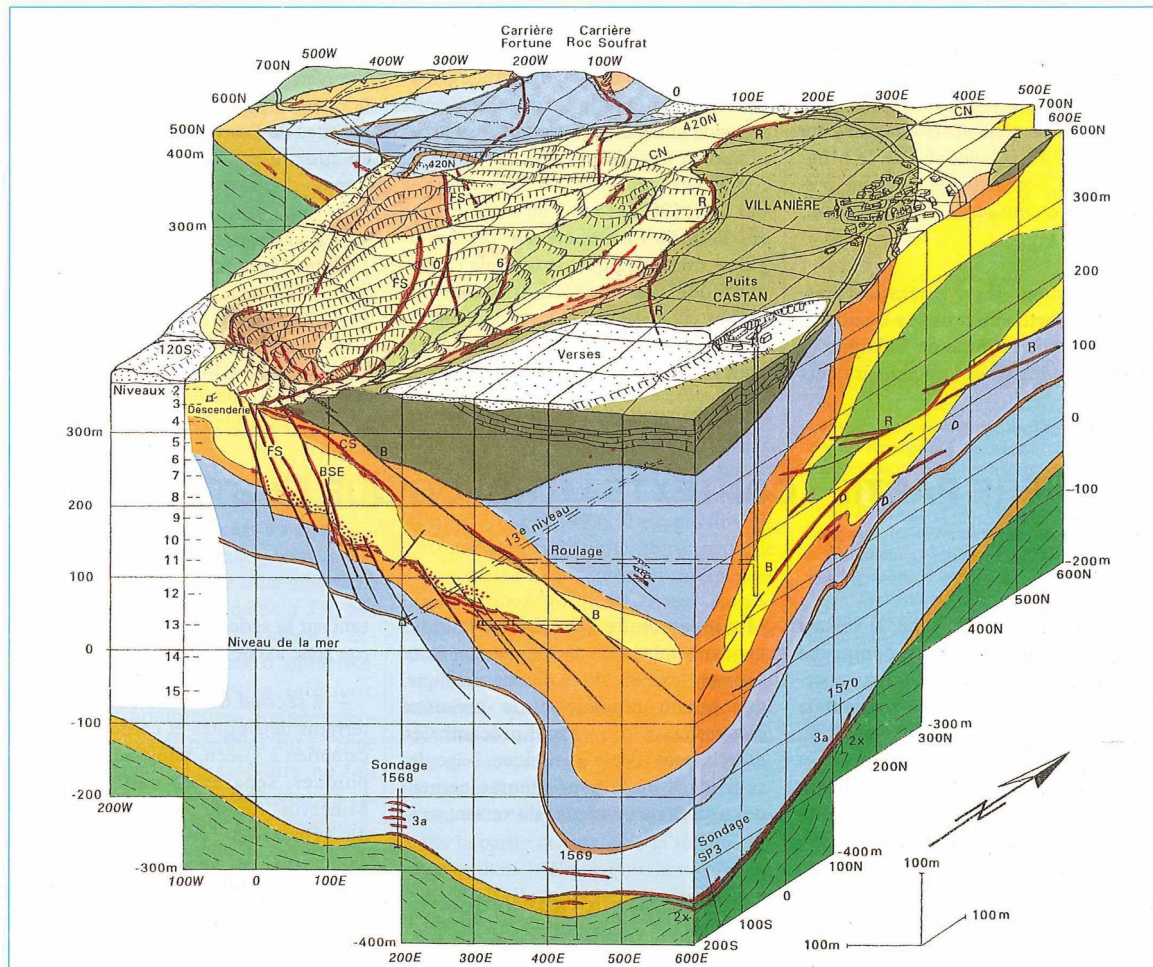 Carrière Fortune
Carrière Roc Soufrat
700N 500W 400W 300W 200W 100W 0 100E 200E 300E 400E 500E
600N 700N
500N 600E
400m 600N
420N R CN
420N CN
FS R
300m VILLANIÈRE 300m
0 6
FS 200
Puits
CASTAN
R
120S Verses 100
R
Niveaux 2
3 Descenderie
4 0
300m 5 CS B R
FS
6 BSE
7 -100
200 8
13e niveau
9
10 Roulage -200m
11 600N
100 B
12 500N
13 B
0 Niveau de la mer 400N
14
15 1570
-100 -300m
3a 2x 300N
Sondage
1568 200N
-200
200W 3a Sondage
SP3
1569 -400m
100N
-300m 100m
100W 0 100E 0
2x 100S 100m
-400m 200S 100m
200E 300E 400E 500E 600E